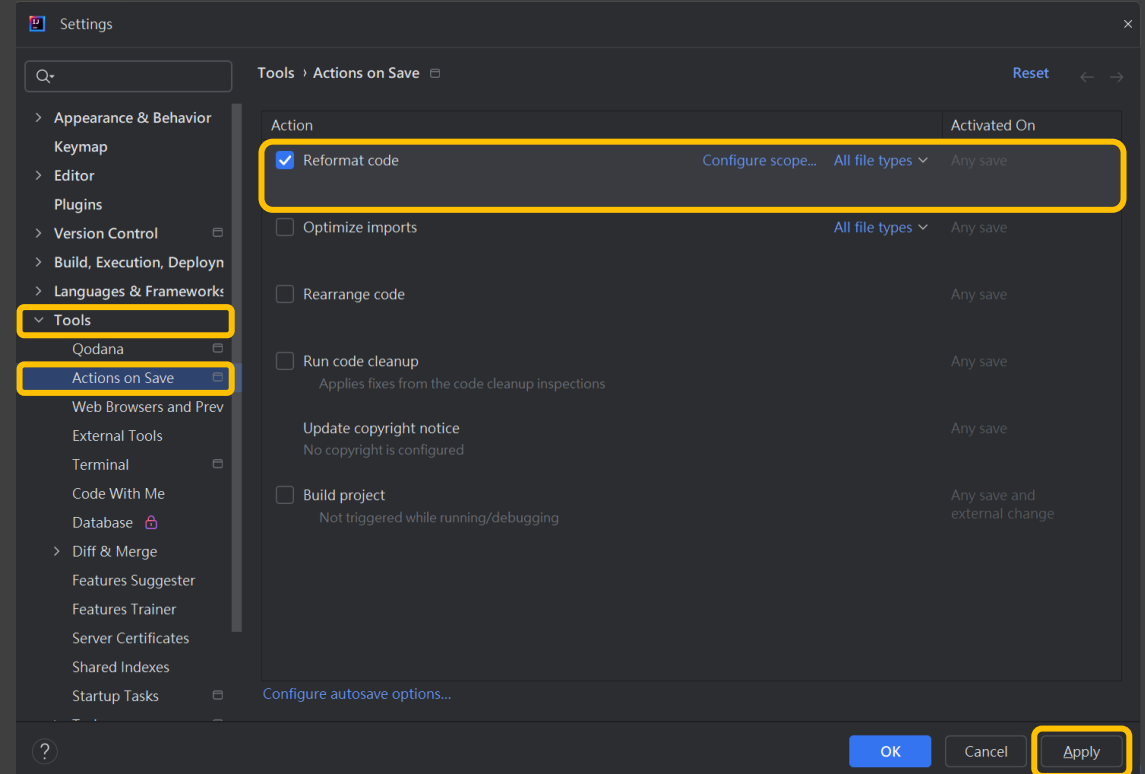 Settings
Tools › Actions on Save
Reset
Appearance & Behavior
Keymap
Editor
Plugins
Version Control
Build, Execution, Deployn
Languages & Frameworks
Tools
Qodana
Actions on Save
Web Browsers and Prev
External Tools
Terminal
Code With Me
Database
Diff & Merge
Features Suggester
Features Trainer
Server Certificates
Shared Indexes
Startup Tasks
Action Activated On
Reformat code Configure scope... All file types Any save
Optimize imports All file types Any save
Rearrange code Any save
Run code cleanup Any save
Applies fixes from the code cleanup inspections
Update copyright notice Any save
No copyright is configured
Build project Any save and
external change
Not triggered while running/debugging
Configure autosave options...
?
OK Cancel Apply